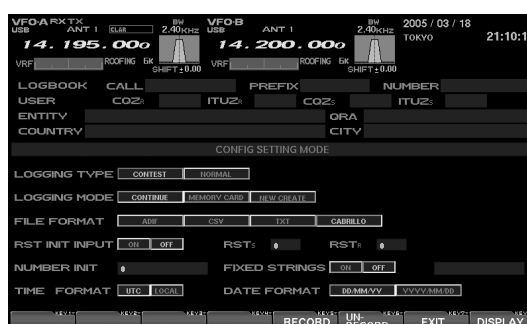 VFO-A RX TX VFO-B 2005 / 03 / 18
USB ANT 1 CLAR BW 2.40KHz USB ANT 1 BW 2.40KHz TOKYO 21:10:1
14.195.000 14.200.000
VRF ROOFING 6K SHIFT ± 0.00 VRF ROOFING 6K SHIFT ± 0.00
LOGBOOK CALL PREFIX NUMBER
USER CQZR ITUZR CQZS ITUZS
ENTITY QRA
COUNTRY CITY
CONFIG SETTING MODE
LOGGING TYPE CONTEST NORMAL
LOGGING MODE CONTINUE MEMORY CARD NEW CREATE
FILE FORMAT ADIF CSV TXT CABRILLO
RST INIT INPUT ON OFF RSTS 0 RSTR 0
NUMBER INIT 0 FIXED STRINGS ON OFF
TIME FORMAT UTC LOCAL DATE FORMAT DD/MM/YY YYYY/MM/DD
RECORD UN-RECORD EXIT DISPLAY